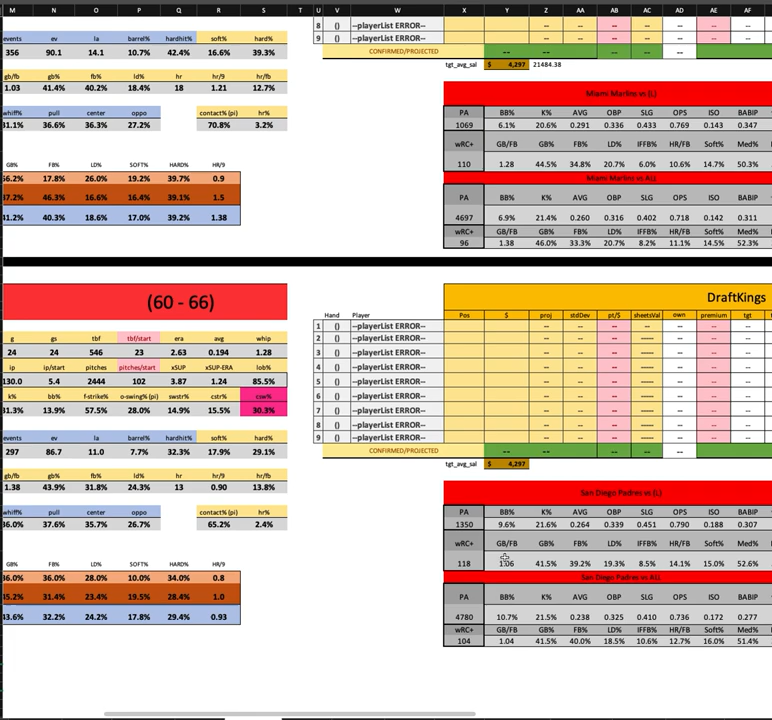 M N O P Q R S T U V W X Y Z AA AB AC AD AE AF
events ev la barrel% hardhit% soft% hard% 8 () --playerList ERROR-- -- -- -- -- -- -- --
356 90.1 14.1 10.7% 42.4% 16.6% 39.3% 9 () --playerList ERROR-- -- -- -- -- -- -- --
CONFIRMED/PROJECTED -- -- -- -- --
tgt_avg_sal $ 4,297 21484.38
gb/fb gb% fb% ld% hr hr/9 hr/fb
1.03 41.4% 40.2% 18.4% 18 1.21 12.7%
Miami Marlins vs (L)
whiff% pull center oppo contact% (pi) hr% PA BB% K% AVG OBP SLG OPS ISO BABIP
31.1% 36.6% 36.3% 27.2% 70.8% 3.2% 1069 6.1% 20.6% 0.291 0.336 0.433 0.769 0.143 0.347
wRC+ GB/FB GB% FB% LD% IFFB% HR/FB Soft% Med%
GB% FB% LD% SOFT% HARD% HR/9 110 1.28 44.5% 34.8% 20.7% 6.0% 10.6% 14.7% 50.3%
56.2% 17.8% 26.0% 19.2% 39.7% 0.9 Miami Marlins vs ALL
37.2% 46.3% 16.6% 16.4% 39.1% 1.5 PA BB% K% AVG OBP SLG OPS ISO BABIP
41.2% 40.3% 18.6% 17.0% 39.2% 1.38 4697 6.9% 21.4% 0.260 0.316 0.402 0.718 0.142 0.311
wRC+ GB/FB GB% FB% LD% IFFB% HR/FB Soft% Med%
96 1.38 46.0% 33.3% 20.7% 8.2% 11.1% 14.5% 52.3%
(60 - 66) DraftKings
Hand Player Pos $ proj stdDev pt/$ sheetsVal own premium tgt
1 () --playerList ERROR-- -- -- -- -- -- --- -- -- --
g gs tbf tbf/start era avg whip 2 () --playerList ERROR-- -- -- -- -- -- ---- -- -- --
24 24 546 23 2.63 0.194 1.28 3 () --playerList ERROR-- -- -- -- -- -- ---- -- -- --
ip ip/start pitches pitches/start xSUP xSUP-ERA lob% 4 () --playerList ERROR-- -- -- -- -- -- ---- -- -- --
130.0 5.4 2444 102 3.87 1.24 85.5% 5 () --playerList ERROR-- -- -- -- -- -- ---- -- -- --
k% bb% f-strike% o-swing% (pi) swstr% cstr% csw% 6 () --playerList ERROR-- -- -- -- -- -- ---- -- -- --
31.3% 13.9% 57.5% 28.0% 14.9% 15.5% 30.3% 7 () --playerList ERROR-- -- -- -- -- -- ---- -- -- --
8 () --playerList ERROR-- -- -- -- -- -- ---- -- -- --
events ev la barrel% hardhit% soft% hard% 9 () --playerList ERROR-- -- -- -- -- -- ---- -- -- --
297 86.7 11.0 7.7% 32.3% 17.9% 29.1% CONFIRMED/PROJECTED -- -- -- -- --
tgt_avg_sal $ 4,297
gb/fb gb% fb% ld% hr hr/9 hr/fb
1.38 43.9% 31.8% 24.3% 13 0.90 13.8%
San Diego Padres vs (L)
whiff% pull center oppo contact% (pi) hr% PA BB% K% AVG OBP SLG OPS ISO BABIP
36.0% 37.6% 35.7% 26.7% 65.2% 2.4% 1350 9.6% 21.6% 0.264 0.339 0.451 0.790 0.188 0.307
wRC+ GB/FB GB% FB% LD% IFFB% HR/FB Soft% Med%
GB% FB% LD% SOFT% HARD% HR/9 118 1.06 41.5% 39.2% 19.3% 8.5% 14.1% 15.0% 52.6%
36.0% 36.0% 28.0% 10.0% 34.0% 0.8 San Diego Padres vs ALL
45.2% 31.4% 23.4% 19.5% 28.4% 1.0 PA BB% K% AVG OBP SLG OPS ISO BABIP
43.6% 32.2% 24.2% 17.8% 29.4% 0.93 4780 10.7% 21.5% 0.238 0.325 0.410 0.736 0.172 0.277
wRC+ GB/FB GB% FB% LD% IFFB% HR/FB Soft% Med%
104 1.04 41.5% 40.0% 18.5% 10.6% 12.7% 16.0% 51.4%